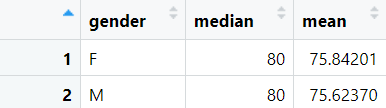 gender median mean
1 F 80 75.84201
2 M 80 75.62370